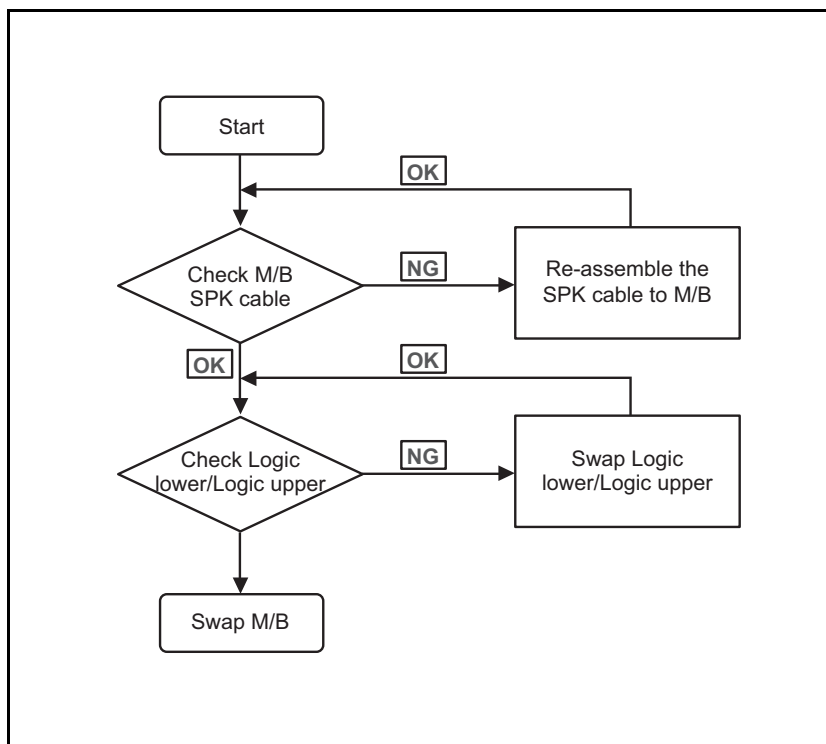 Start
OK
Check M/B
SPK cable
NG
Re-assemble the
SPK cable to M/B
OK
OK
Check Logic
lower/Logic upper
NG
Swap Logic
lower/Logic upper
Swap M/B